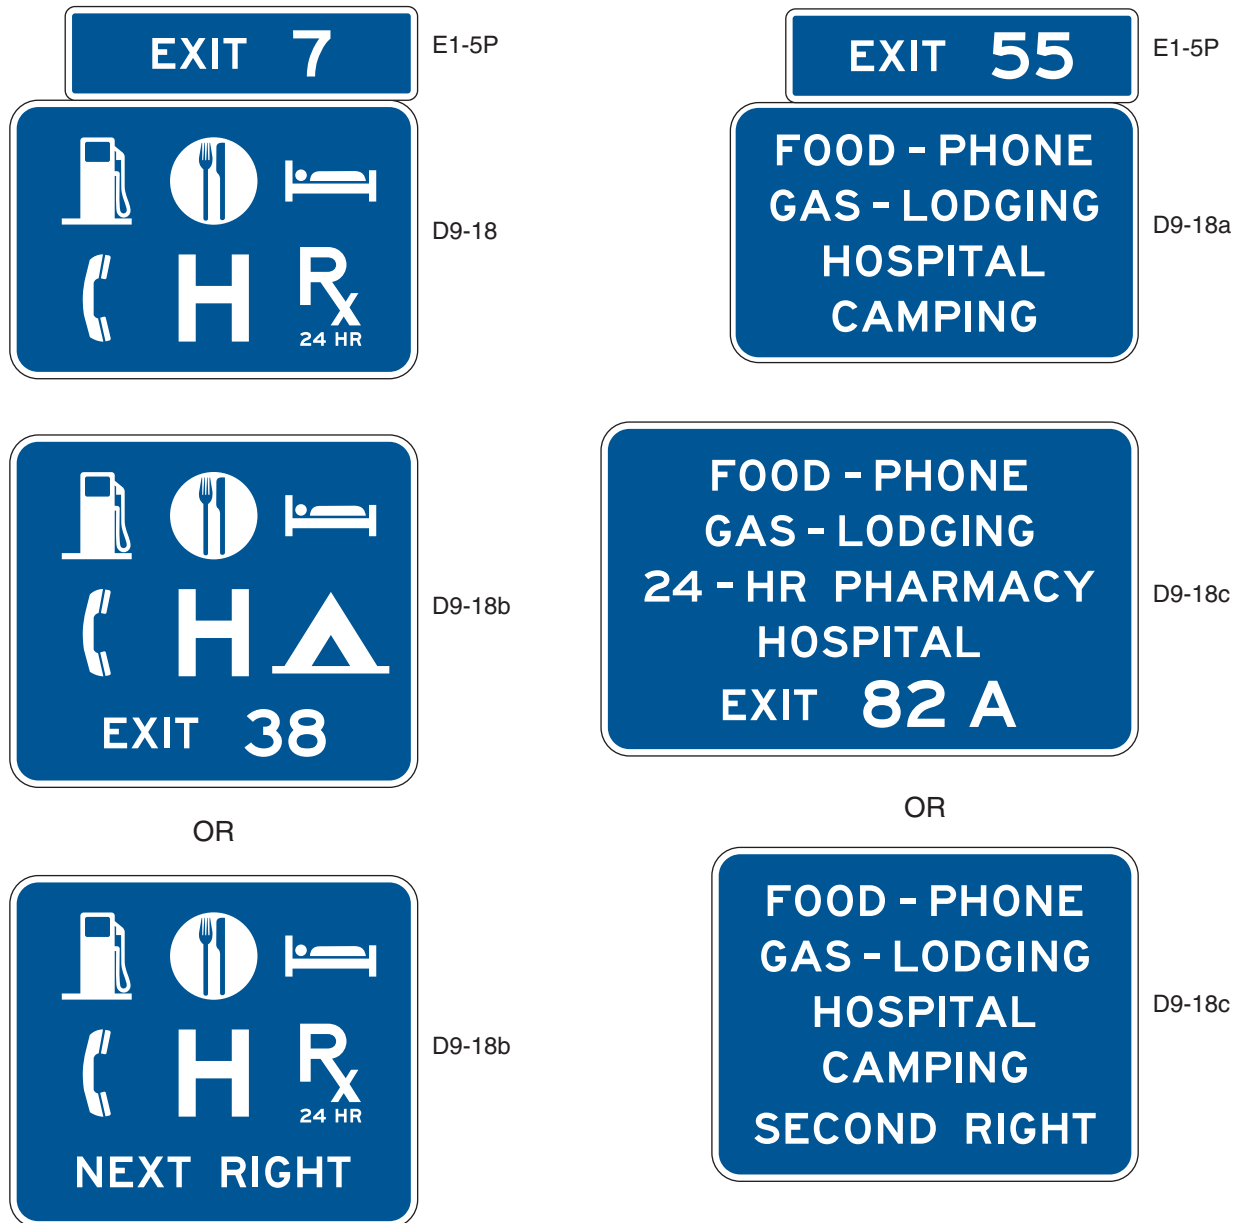 EXIT 7
E1-5P
H
Rx
24 HR
D9-18
H
EXIT 38
D9-18b
OR
H
Rx
24 HR
NEXT RIGHT
D9-18b
EXIT 55
E1-5P
FOOD - PHONE
GAS - LODGING
HOSPITAL
CAMPING
D9-18a
FOOD - PHONE
GAS - LODGING
24 - HR PHARMACY
HOSPITAL
EXIT 82 A
D9-18c
OR
FOOD - PHONE
GAS - LODGING
HOSPITAL
CAMPING
SECOND RIGHT
D9-18c